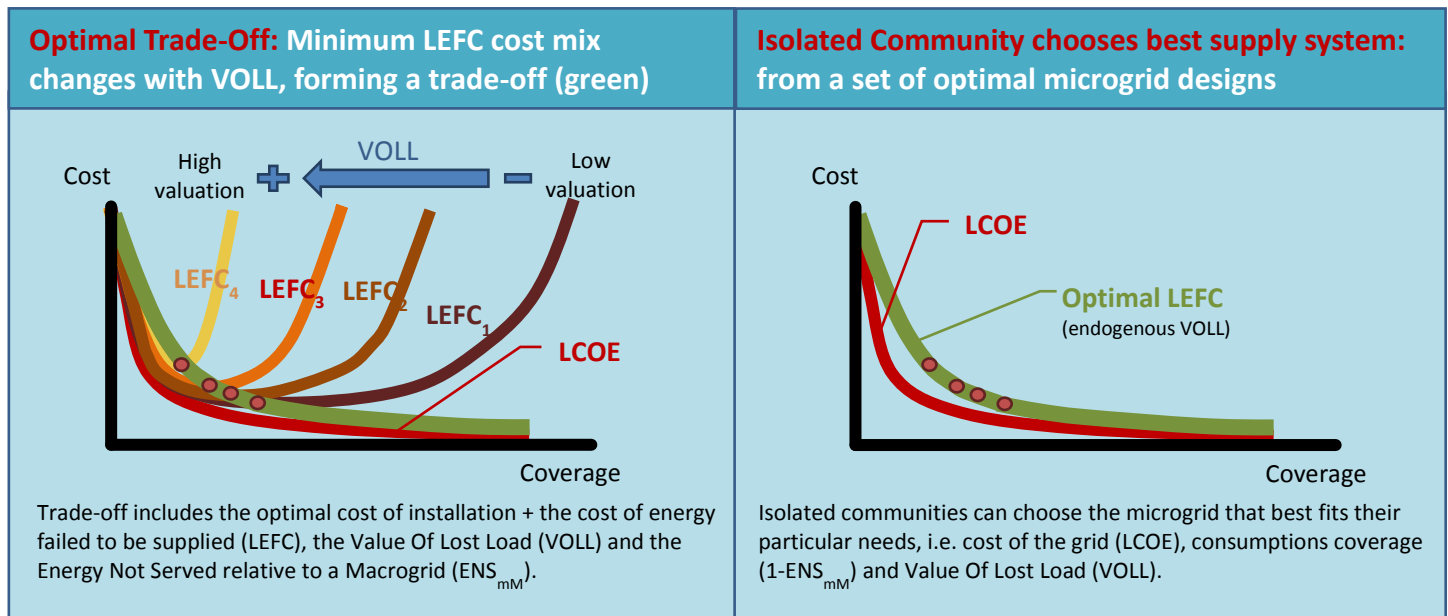 Optimal Trade-Off: Minimum LEFC cost mix
changes with VOLL, forming a trade-off (green)
High
valuation
VOLL
Low
valuation
Cost
LEFC4
LEFC3
LEFC2
LEFC1
LCOE
Coverage
Trade-off includes the optimal cost of installation + the cost of energy
failed to be supplied (LEFC), the Value Of Lost Load (VOLL) and the
Energy Not Served relative to a Macrogrid (ENSmM).
Isolated Community chooses best supply system:
from a set of optimal microgrid designs
Cost
LCOE
Optimal LEFC
(endogenous VOLL)
Coverage
Isolated communities can choose the microgrid that best fits their
particular needs, i.e. cost of the grid (LCOE), consumptions coverage
(1-ENSmM) and Value Of Lost Load (VOLL).